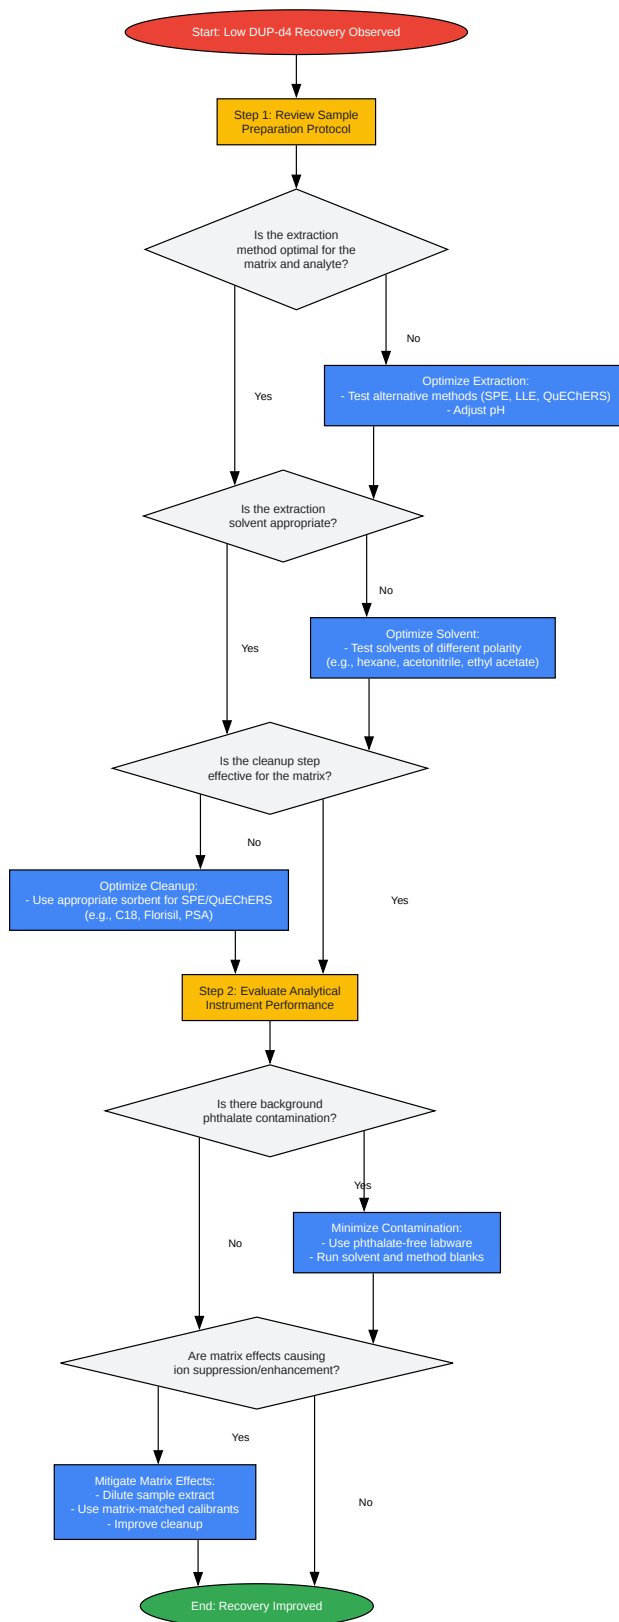 Start: Low DUP-d4 Recovery Observed
Step 1: Review Sample
Preparation Protocol
Is the extraction
method optimal for the
matrix and analyte?
No
Yes
Optimize Extraction:
- Test alternative methods (SPE, LLE, QuEChERS)
- Adjust pH
Is the extraction
solvent appropriate?
No
Yes
Optimize Solvent:
- Test solvents of different polarity
(e.g., hexane, acetonitrile, ethyl acetate)
Is the cleanup step
effective for the matrix?
No
Yes
Optimize Cleanup:
- Use appropriate sorbent for SPE/QuEChERS
(e.g., C18, Florisil, PSA)
Step 2: Evaluate Analytical
Instrument Performance
Is there background
phthalate contamination?
Yes
No
Minimize Contamination:
- Use phthalate-free labware
- Run solvent and method blanks
Are matrix effects causing
ion suppression/enhancement?
Yes
No
Mitigate Matrix Effects:
- Dilute sample extract
- Use matrix-matched calibrants
- Improve cleanup
End: Recovery Improved